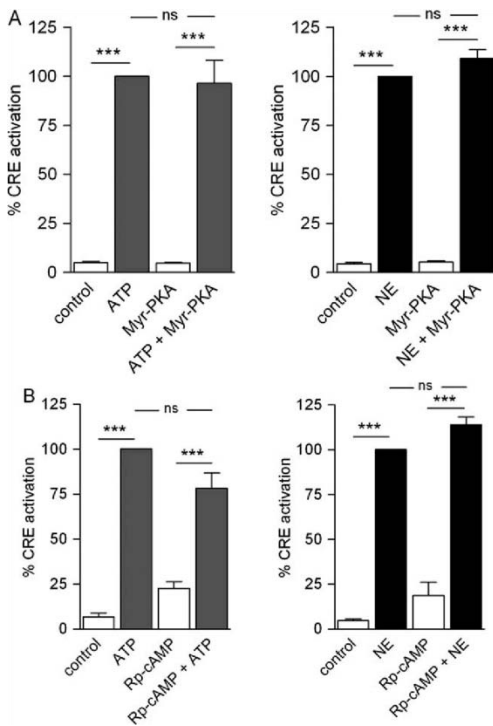 A
ns
***
***
100
75
50
25
0
125
% CRE activation
control
ATP
Myr-PKA
ATP + Myr-PKA
ns
***
***
125
100
75
50
25
0
% CRE activation
control
NE
Myr-PKA
NE + Myr-PKA
B
ns
***
***
125
100
75
50
25
0
% CRE activation
control
ATP
Rp-cAMP
Rp-cAMP + ATP
ns
***
***
125
100
75
50
25
0
% CRE activation
control
NE
Rp-cAMP
Rp-cAMP + NE